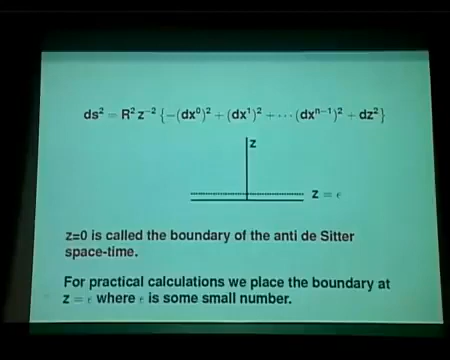 ds² = R² z⁻² {−(dx⁰)² + (dx¹)² + ⋯ (dxⁿ⁻¹)² + dz²}
z
z = ϵ
z=0 is called the boundary of the anti de Sitter
space-time.
For practical calculations we place the boundary at
z = ϵ where ϵ is some small number.